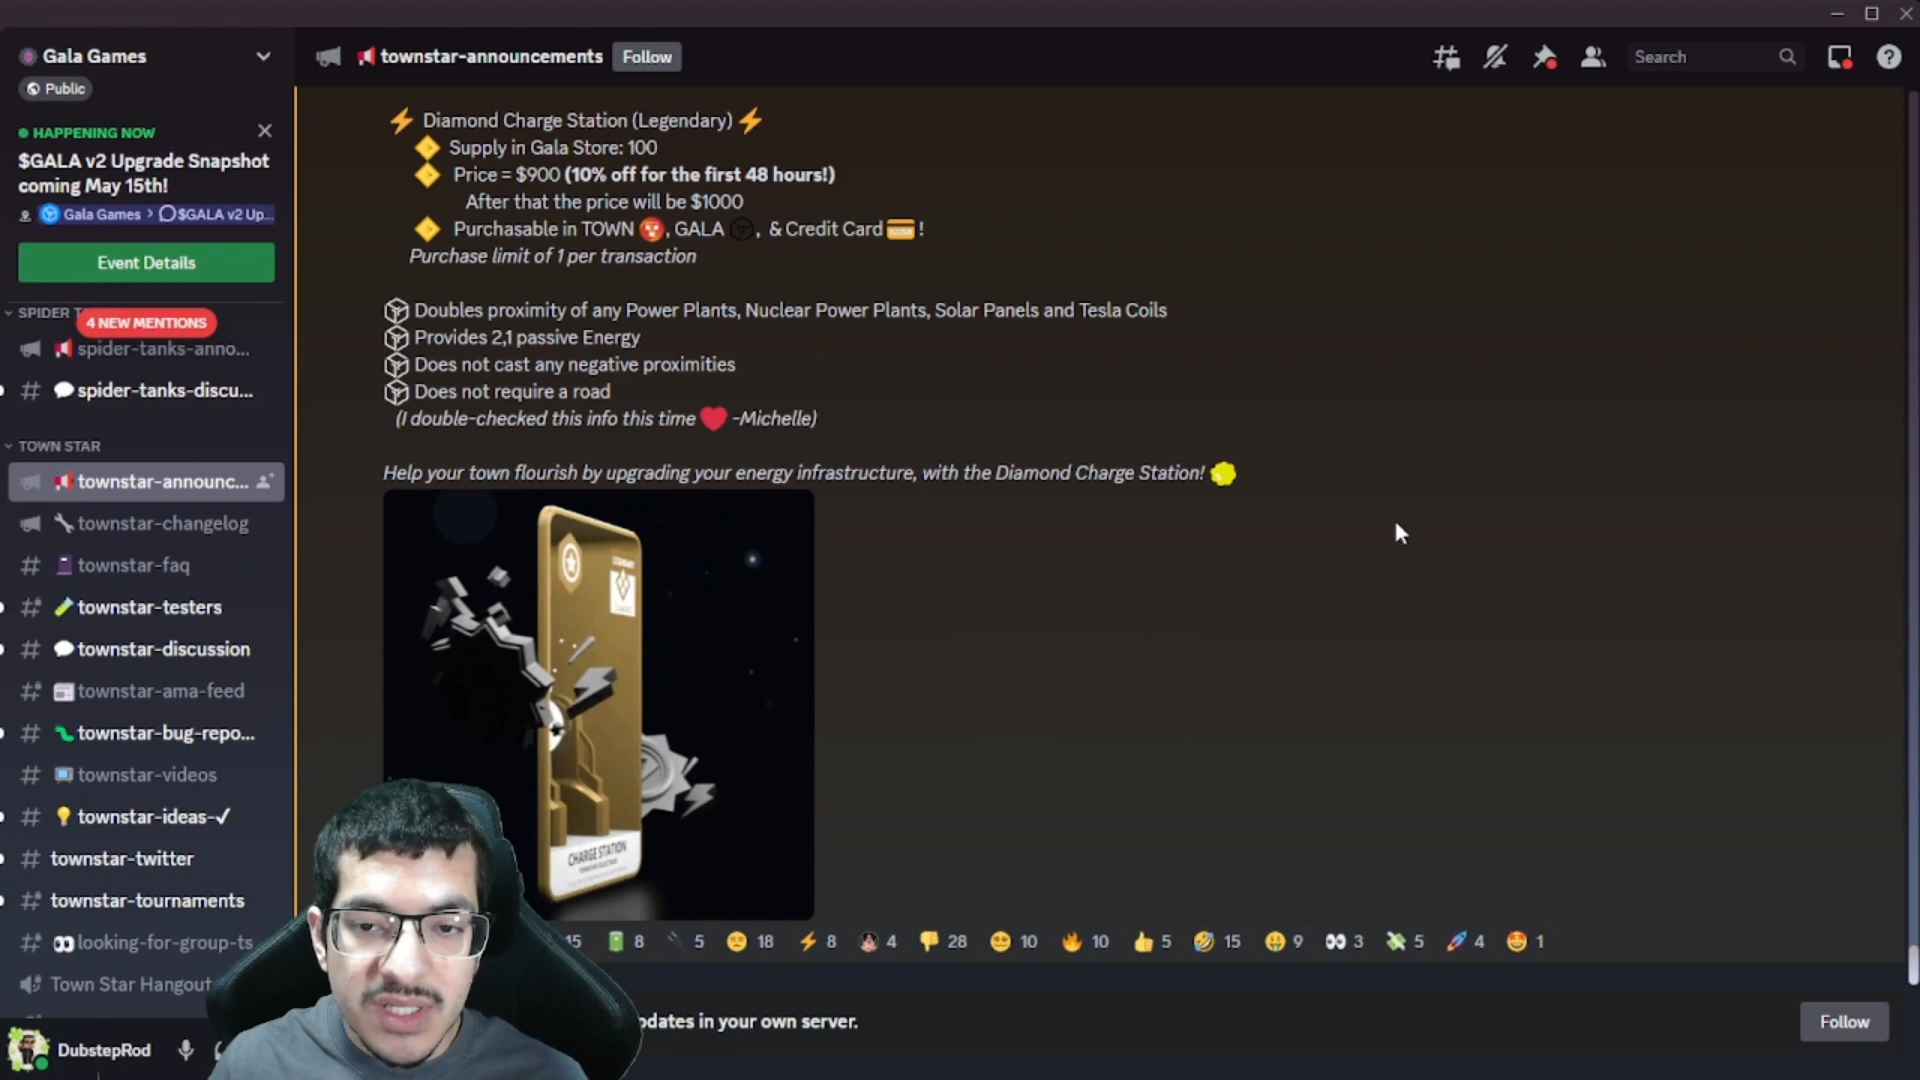 Gala Games
Public
HAPPENING NOW
$GALA v2 Upgrade Snapshot
coming May 15th!
Gala Games > $GALA v2 Up...
Event Details
SPIDER
4 NEW MENTIONS
spider-tanks-anno...
spider-tanks-discu...
TOWN STAR
townstar-announc...
townstar-changelog
townstar-faq
townstar-testers
townstar-discussion
townstar-ama-feed
townstar-bug-repo...
townstar-videos
townstar-ideas-✓
townstar-twitter
townstar-tournaments
looking-for-group-ts
Town Star Hangout
DubstepRod
townstar-announcements
Follow
Search
Diamond Charge Station (Legendary)
Supply in Gala Store: 100
Price = $900 (10% off for the first 48 hours!)
After that the price will be $1000
Purchasable in TOWN , GALA , & Credit Card !
Purchase limit of 1 per transaction
Doubles proximity of any Power Plants, Nuclear Power Plants, Solar Panels and Tesla Coils
Provides 2,1 passive Energy
Does not cast any negative proximities
Does not require a road
(I double-checked this info this time -Michelle)
Help your town flourish by upgrading your energy infrastructure, with the Diamond Charge Station!
LEGENDARY
CHARGE STATION
15 8 5 18 8 4 28 10 10 5 15 9 3 5 4 1
pdates in your own server.
Follow